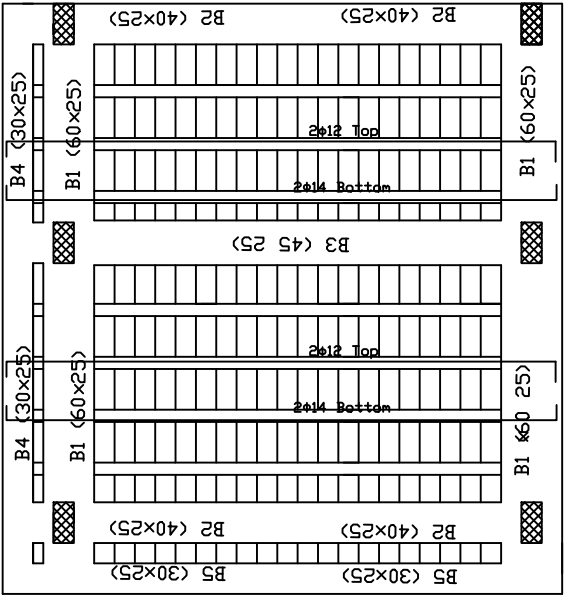 B2 (40×25)
B2 (40×25)
B4 (30×25)
B1 (60×25)
B1 (60×25)
2ϕ12 Top
2ϕ14 Bottom
B3 (45 25)
2ϕ12 Top
2ϕ14 Bottom
B4 (30×25)
B1 (60×25)
B1 (60 25)
B2 (40×25)
B2 (40×25)
B5 (30×25)
B5 (30×25)